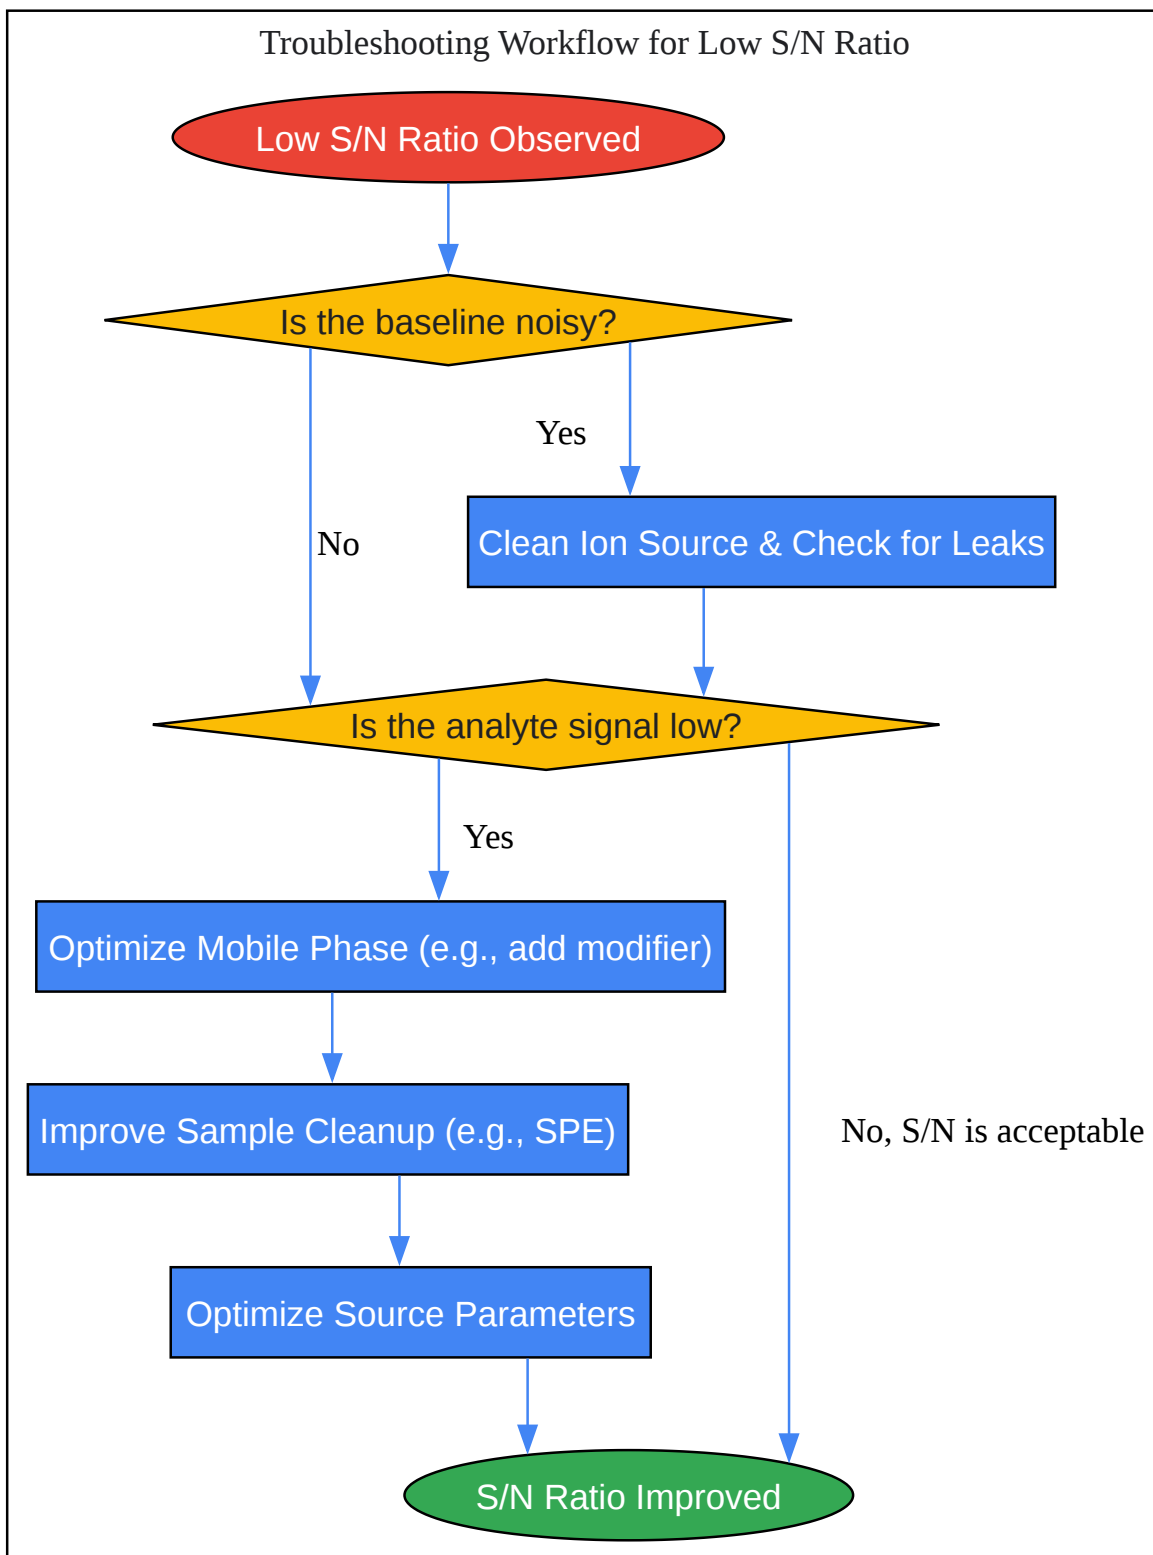 Troubleshooting Workflow for Low S/N Ratio
Low S/N Ratio Observed
Is the baseline noisy?
Yes
Clean Ion Source & Check for Leaks
No
Is the analyte signal low?
Yes
Optimize Mobile Phase (e.g., add modifier)
Improve Sample Cleanup (e.g., SPE)
No, S/N is acceptable
Optimize Source Parameters
S/N Ratio Improved